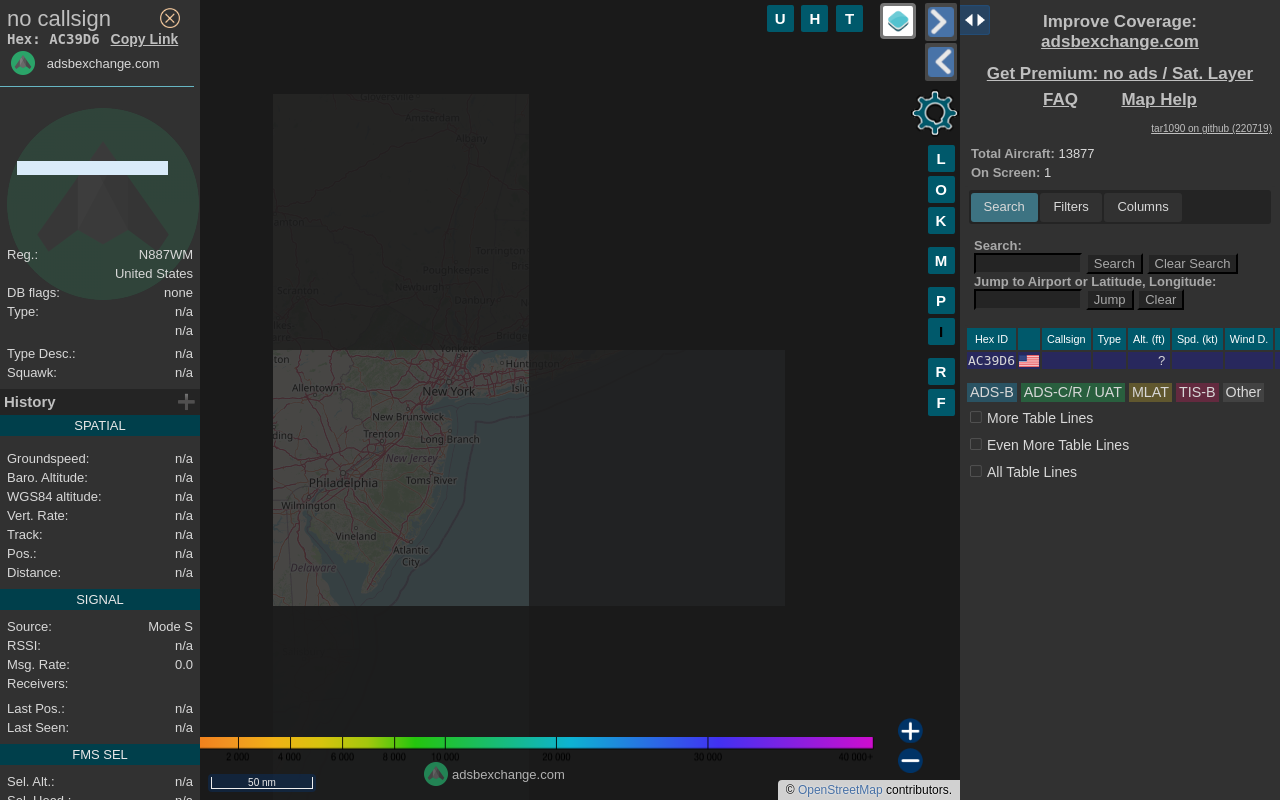 no callsign
Hex: AC39D6 Copy Link
adsbexchange.com
Reg.: N887WM
United States
DB flags: none
Type: n/a
n/a
Type Desc.: n/a
Squawk: n/a
History
SPATIAL
Groundspeed: n/a
Baro. Altitude: n/a
WGS84 altitude: n/a
Vert. Rate: n/a
Track: n/a
Pos.: n/a
Distance: n/a
SIGNAL
Source: Mode S
RSSI: n/a
Msg. Rate: 0.0
Receivers:
Last Pos.: n/a
Last Seen: n/a
FMS SEL
Sel. Alt.: n/a
Sel. Head.: n/a
U H T
L
O
K
M
P
I
R
F
Amsterdam
Albany
Torrington
Poughkeepsie
Newburgh
Danbury
Scranton
Yonkers
Huntington
Allentown
New York
Islip
New Brunswick
Trenton
Long Branch
New Jersey
Philadelphia
Toms River
Wilmington
Vineland
Atlantic
City
Delaware
2 000 4 000 6 000 8 000 10 000 20 000 30 000 40 000+
50 nm
adsbexchange.com
© OpenStreetMap contributors.
Improve Coverage:
adsbexchange.com
Get Premium: no ads / Sat. Layer
FAQ Map Help
tar1090 on github (220719)
Total Aircraft: 13877
On Screen: 1
Search Filters Columns
Search:
Search Clear Search
Jump to Airport or Latitude, Longitude:
Jump Clear
Hex ID Callsign Type Alt. (ft) Spd. (kt) Wind D.
AC39D6 ?
ADS-B ADS-C/R / UAT MLAT TIS-B Other
More Table Lines
Even More Table Lines
All Table Lines